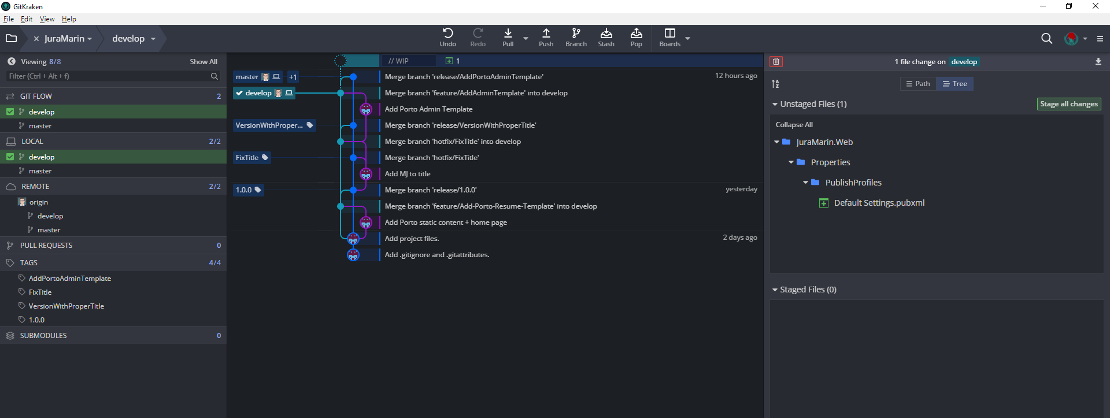 GitKraken
File Edit View Help
JuraMarin
develop
Undo
Redo
Pull
Push
Branch
Stash
Pop
Boards
Viewing 8/8
Show All
Filter (Ctrl + Alt + f)
GIT FLOW 2
develop
master
LOCAL 2/2
develop
master
REMOTE 2/2
origin
develop
master
PULL REQUESTS 0
TAGS 4/4
AddPortoAdminTemplate
FixTitle
VersionWithProperTitle
1.0.0
SUBMODULES 0
// WIP 1
master +1 Merge branch 'release/AddPortoAdminTemplate' 12 hours ago
develop Merge branch 'feature/AddAdminTemplate' into develop
Add Porto Admin Template
VersionWithProper... Merge branch 'release/VersionWithProperTitle'
Merge branch 'hotfix/FixTitle' into develop
FixTitle Merge branch 'hotfix/FixTitle'
Add MJ to title
1.0.0 Merge branch 'release/1.0.0' yesterday
Merge branch 'feature/Add-Porto-Resume-Template' into develop
Add Porto static content + home page
Add project files. 2 days ago
Add .gitignore and .gitattributes.
1 file change on develop
Path
Tree
Unstaged Files (1)
Stage all changes
Collapse All
JuraMarin.Web
Properties
PublishProfiles
Default Settings.pubxml
Staged Files (0)